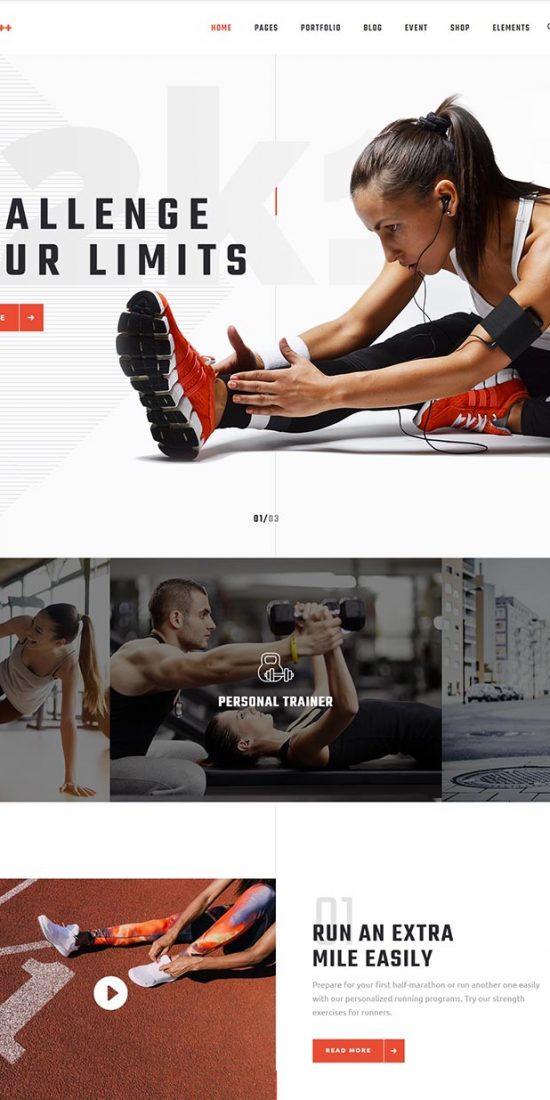 HOME PAGES PORTFOLIO BLOG EVENT SHOP ELEMENTS
ALLENGE
UR LIMITS
E
01/03
PERSONAL TRAINER
01
RUN AN EXTRA
MILE EASILY
Prepare for your first half-marathon or run another one easily
with our personalized running programs. Try our strength
exercises for runners.
READ MORE
1